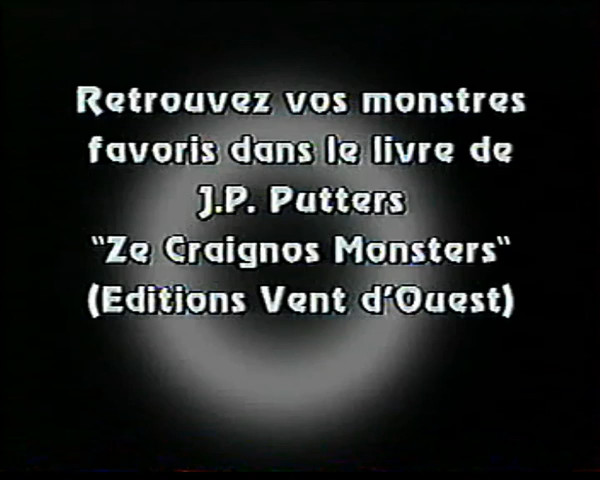 Retrouvez vos monstres
favoris dans le livre de
J.P. Putters
"Ze Craignos Monsters"
(Editions Vent d'Ouest)